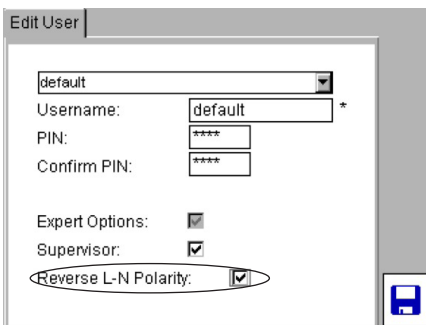 Edit User
default
Username: default *
PIN: ****
Confirm PIN: ****
Expert Options:
Supervisor:
Reverse L-N Polarity: